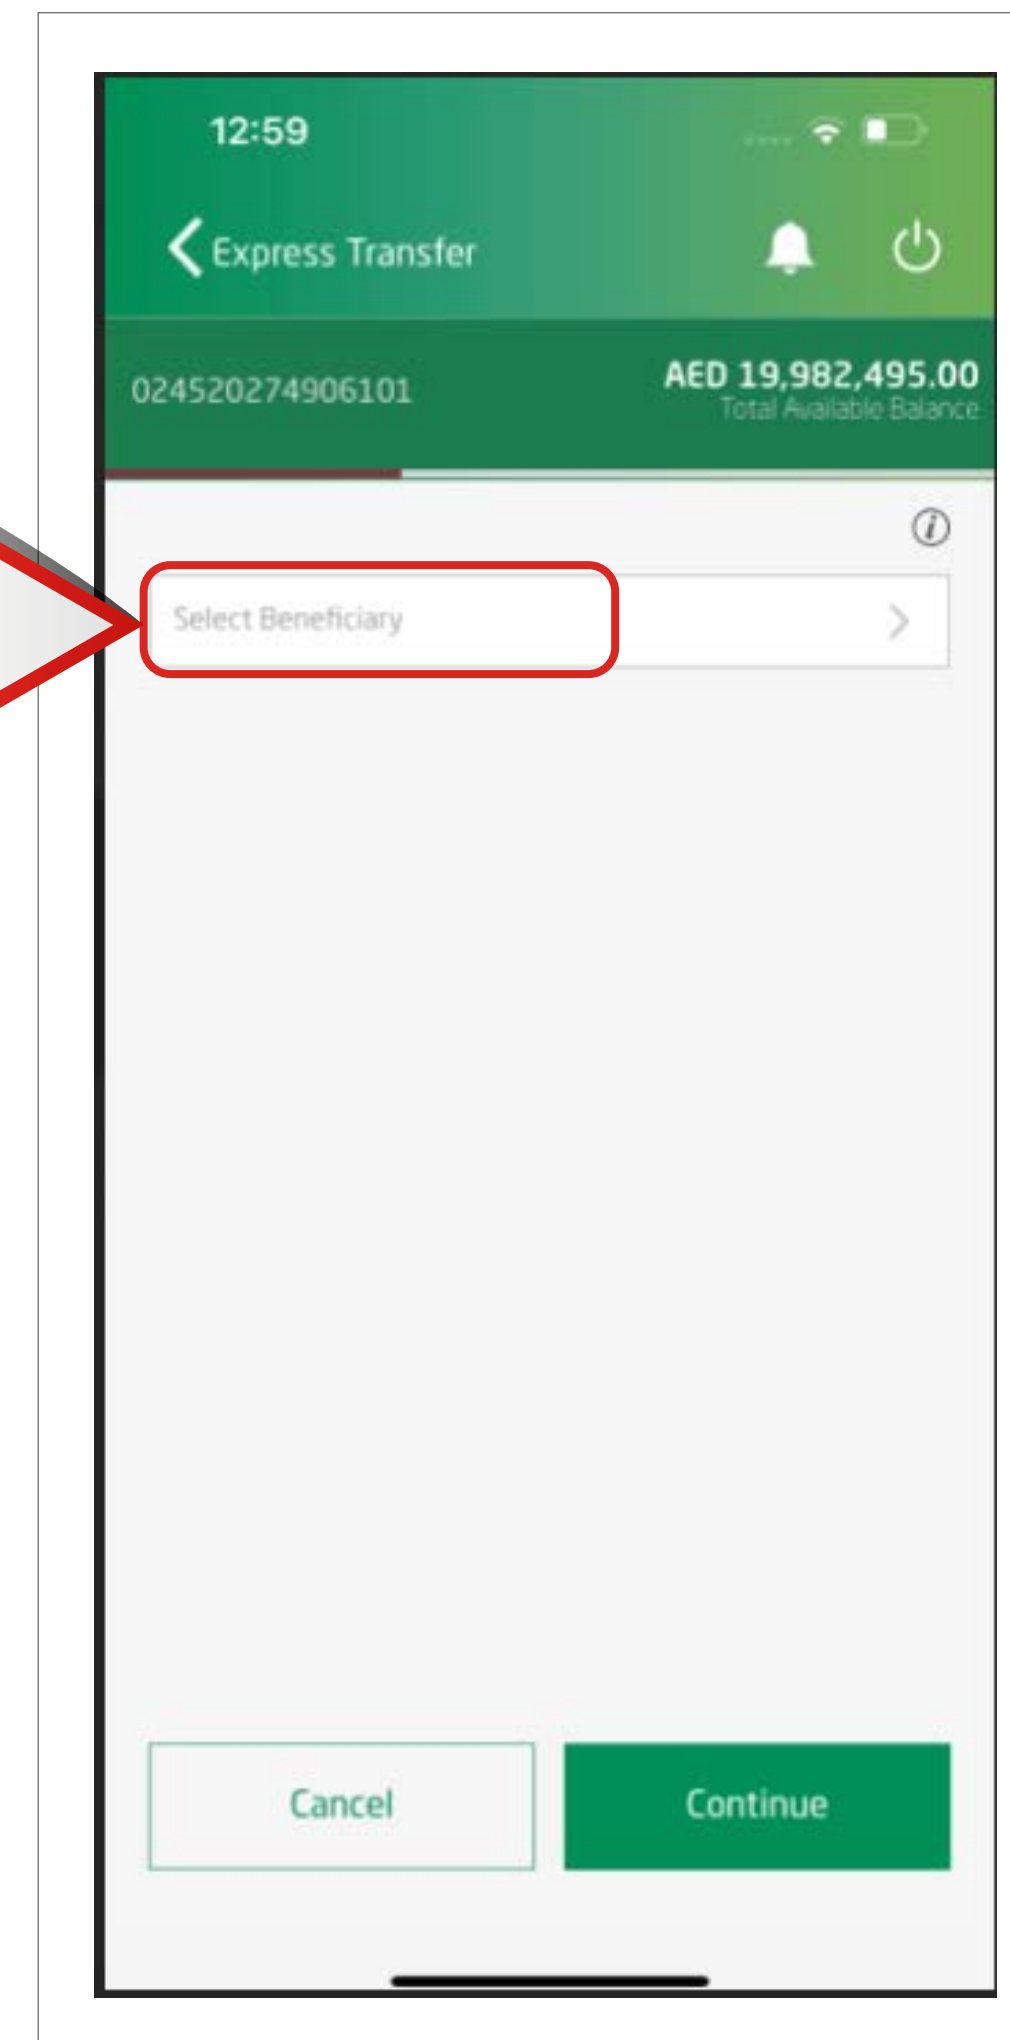 12:59
Express Transfer
024520274906101
AED 19,982,495.00
Total Available Balance
i
Select Beneficiary
Cancel
Continue